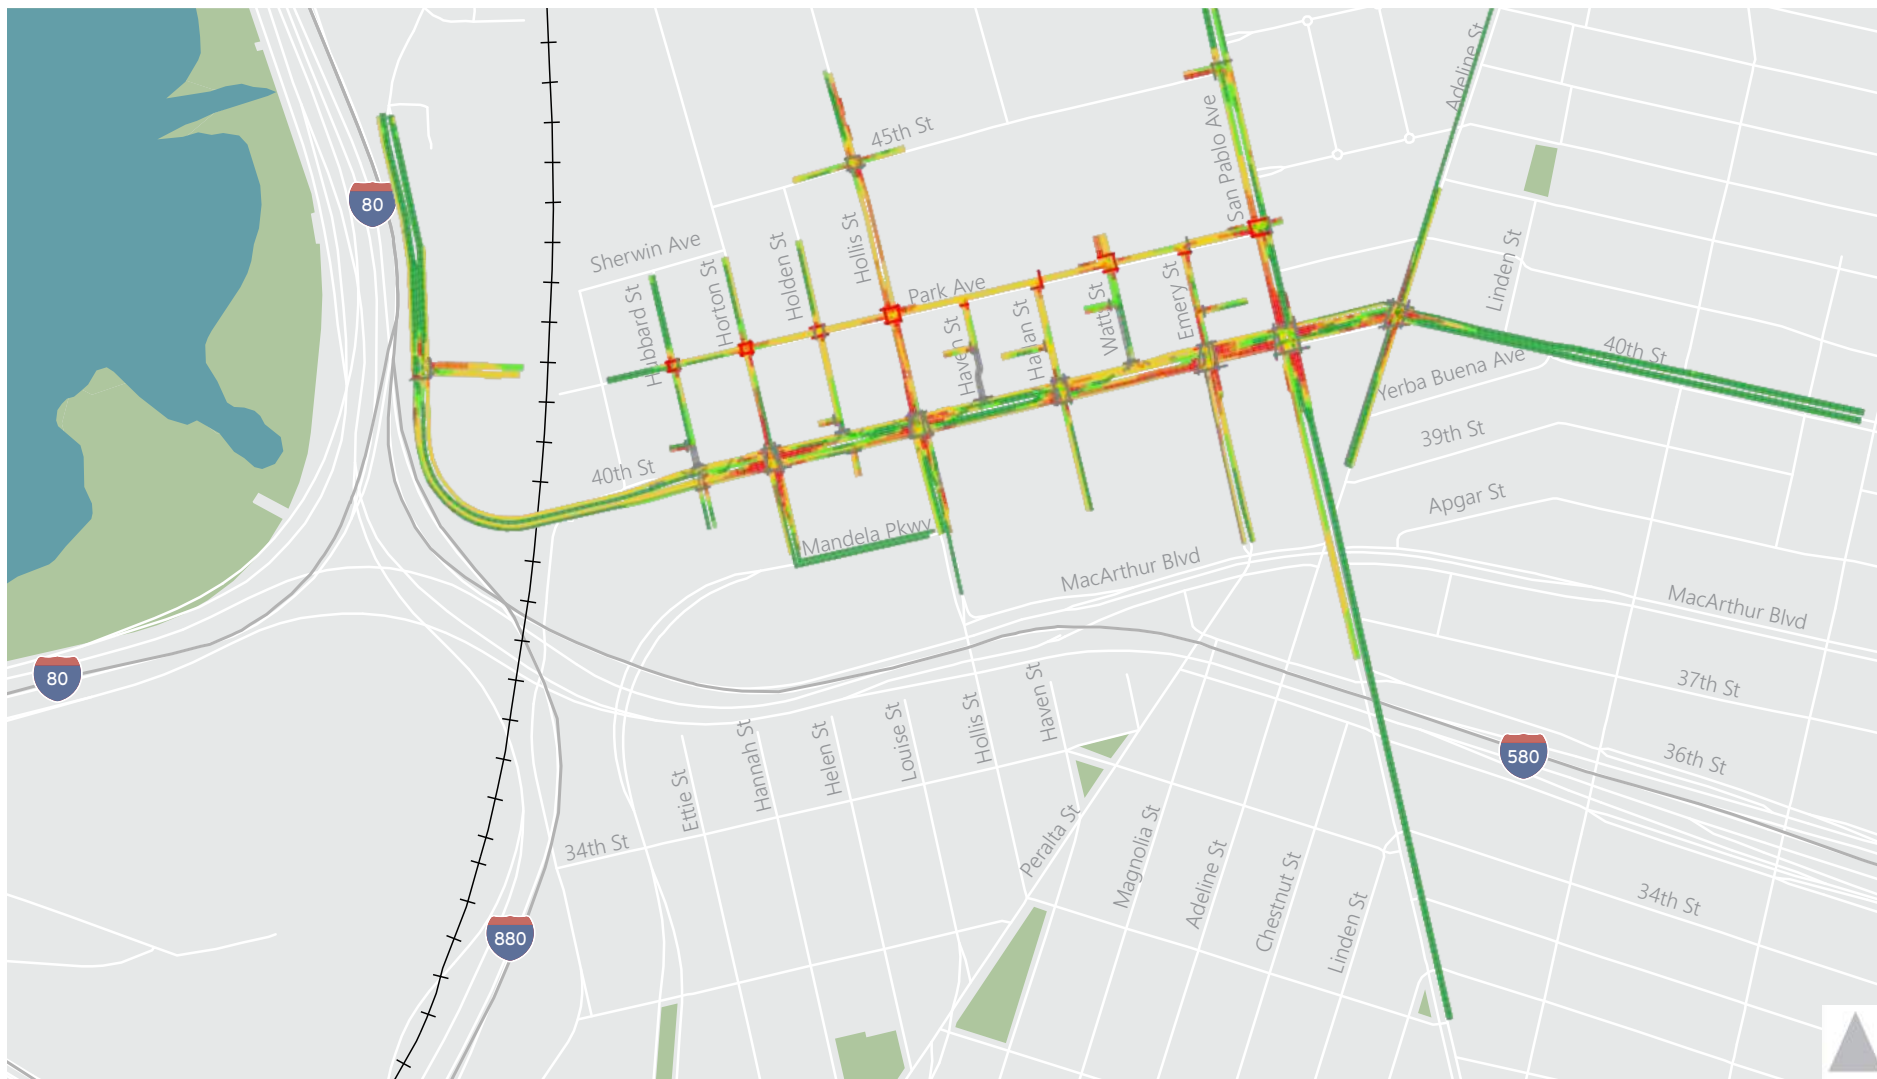 Adeline St
45th St
San Pablo Ave
80
Hollis St
Sherwin Ave
Horton St
Holden St
Linden St
Park Ave
Emery St
Hubbard St
Watts St
Harlan St
Haven St
40th St
Yerba Buena Ave
39th St
40th St
Apgar St
Mandela Pkwy
MacArthur Blvd
MacArthur Blvd
80
37th St
Haven St
Hollis St
Louise St
Hannah St
Helen St
580
36th St
Ettie St
34th St
Peralta St
Magnolia St
Adeline St
Chestnut St
Linden St
34th St
880